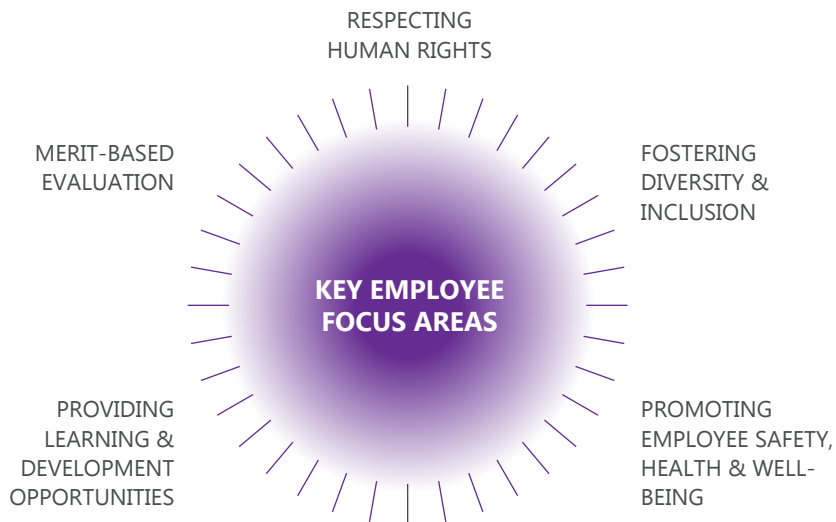 RESPECTING
HUMAN RIGHTS
MERIT-BASED
EVALUATION
FOSTERING
DIVERSITY &
INCLUSION
KEY EMPLOYEE
FOCUS AREAS
PROVIDING
LEARNING &
DEVELOPMENT
OPPORTUNITIES
PROMOTING
EMPLOYEE SAFETY,
HEALTH & WELL-
BEING